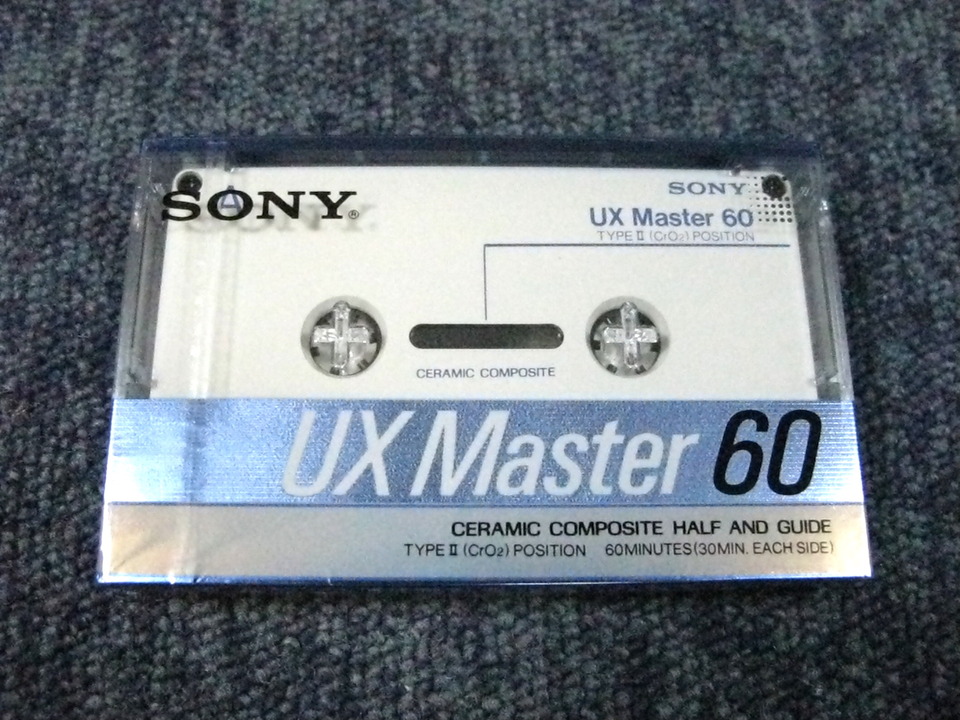 SONY®
SONY
UX Master 60
TYPE II (CrO2) POSITION
A
CERAMIC COMPOSITE
UX Master 60
CERAMIC COMPOSITE HALF AND GUIDE
TYPE II (CrO2) POSITION 60MINUTES(30MIN. EACH SIDE)